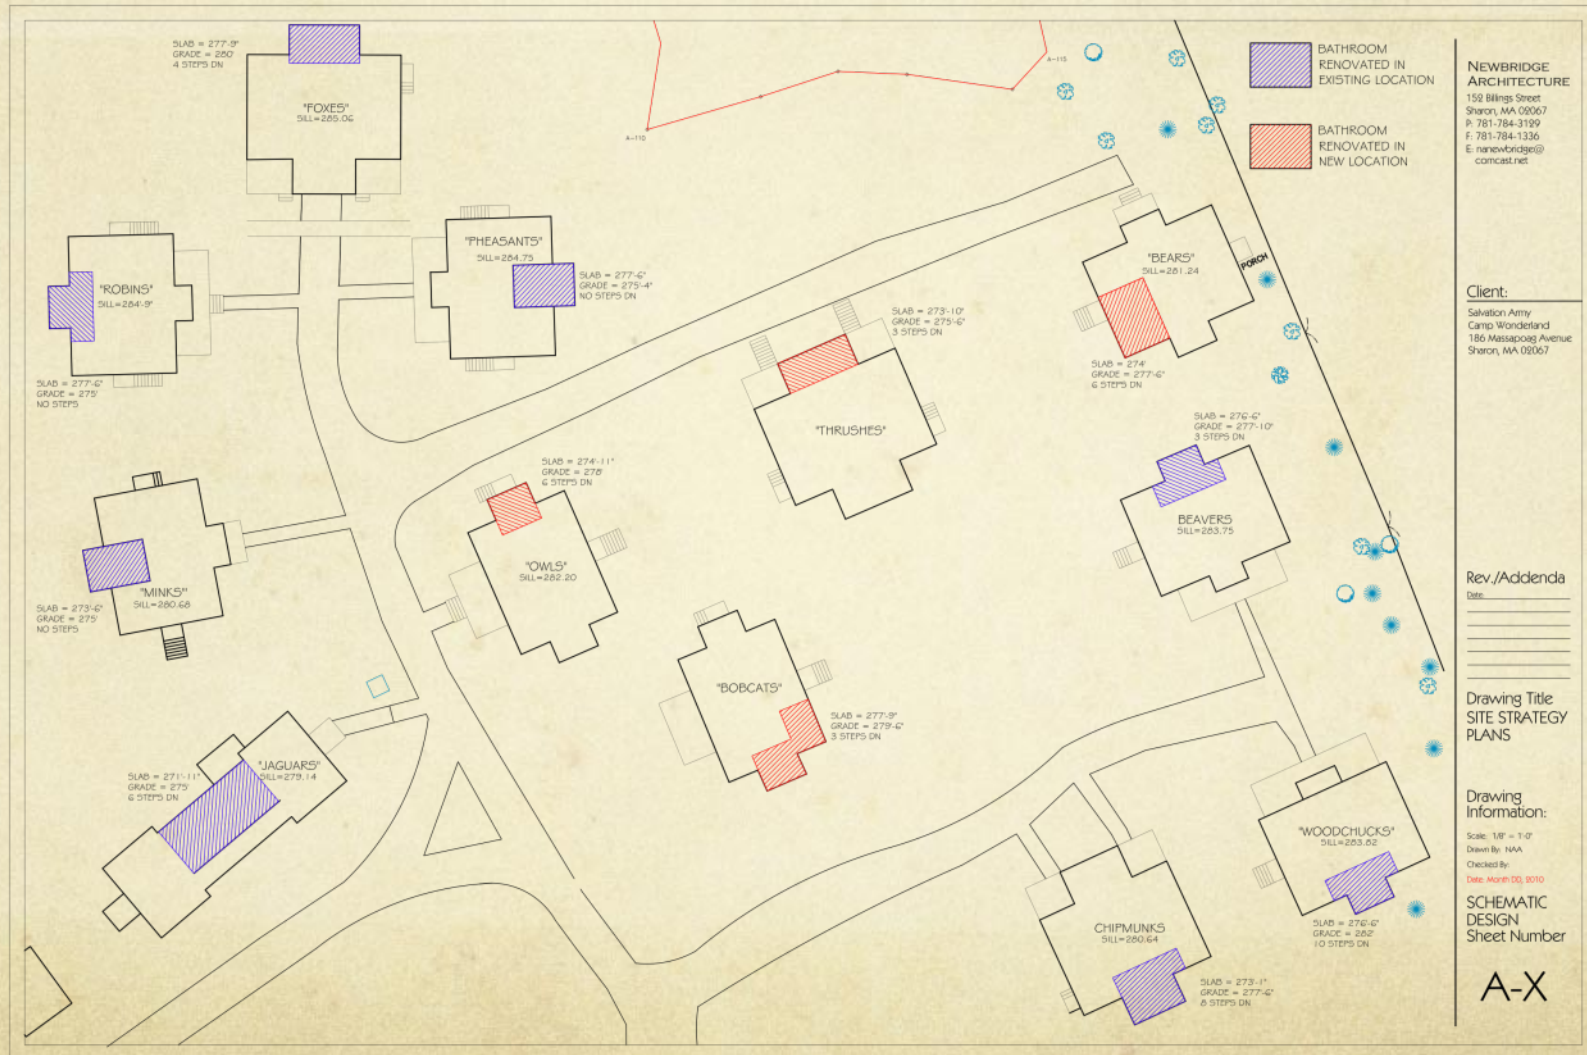 SLAB = 277'-9"
GRADE = 280'
4 STEPS DN
"FOXES"
SILL=285.06
A-110
A-115
BATHROOM
RENOVATED IN
EXISTING LOCATION
BATHROOM
RENOVATED IN
NEW LOCATION
"ROBINS"
SILL=284'-9"
SLAB = 277'-6"
GRADE = 275'
NO STEPS
"PHEASANTS"
SILL=284.75
SLAB = 277'-6"
GRADE = 275'-4"
NO STEPS DN
SLAB = 273'-10"
GRADE = 275'-6"
3 STEPS DN
"THRUSHES"
"BEARS"
SILL=281.24
PORCH
SLAB = 274'
GRADE = 277'-6"
6 STEPS DN
SLAB = 276'-6"
GRADE = 277'-10"
3 STEPS DN
BEAVERS
SILL=283.75
SLAB = 274'-11"
GRADE = 278'
6 STEPS DN
"OWLS"
SILL=282.20
"MINKS"
SILL=280.68
SLAB = 273'-6"
GRADE = 275'
NO STEPS
"BOBCATS"
SLAB = 277'-9"
GRADE = 279'-6"
3 STEPS DN
"JAGUARS"
SILL=279.14
SLAB = 271'-11"
GRADE = 275'
6 STEPS DN
"WOODCHUCKS"
SILL=283.82
SLAB = 276'-6"
GRADE = 282'
10 STEPS DN
CHIPMUNKS
SILL=280.64
SLAB = 273'-1"
GRADE = 277'-6"
8 STEPS DN
NEWBRIDGE
ARCHITECTURE
152 Billings Street
Sharon, MA 02067
P: 781-784-3129
F: 781-784-1336
E: nanewbridge@
comcast.net
Client:
Salvation Army
Camp Wonderland
186 Massapoag Avenue
Sharon, MA 02067
Rev./Addenda
Date:
Drawing Title
SITE STRATEGY
PLANS
Drawing
Information:
Scale: 1/8" = 1'-0"
Drawn By: NAA
Checked By:
Date: Month DD, 2010
SCHEMATIC
DESIGN
Sheet Number
A-X